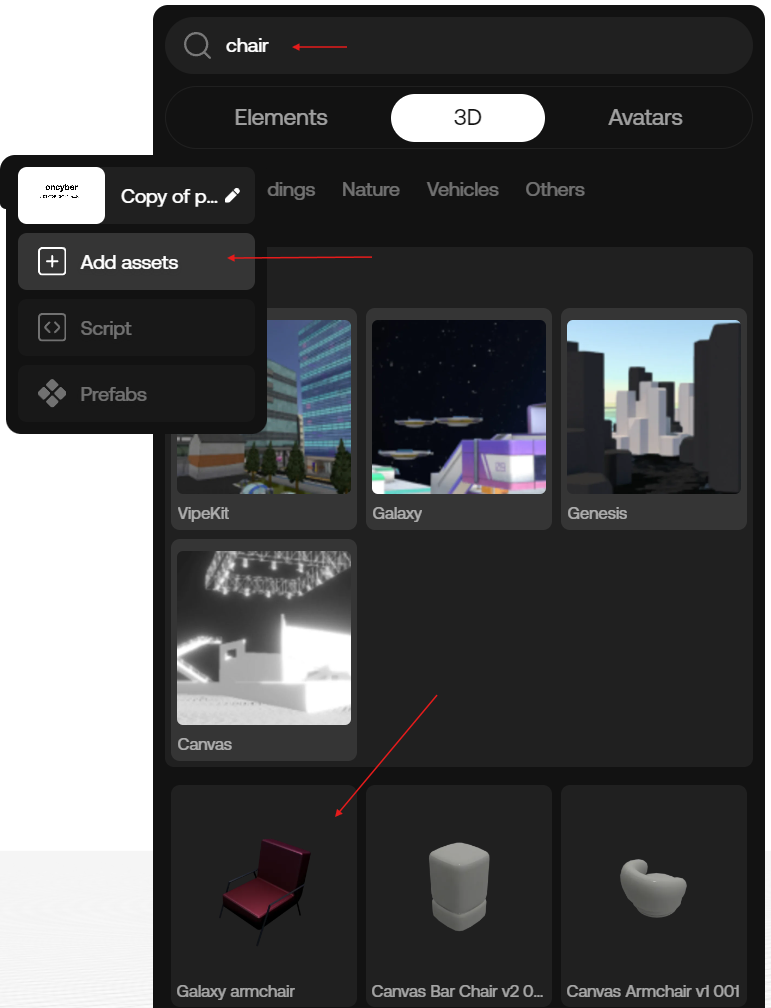 chair
Elements
3D
Avatars
oncyber
Copy of p...
dings
Nature
Vehicles
Others
Add assets
Script
Prefabs
VipeKit
Galaxy
Genesis
Canvas
Galaxy armchair
Canvas Bar Chair v2 0...
Canvas Armchair v1 001